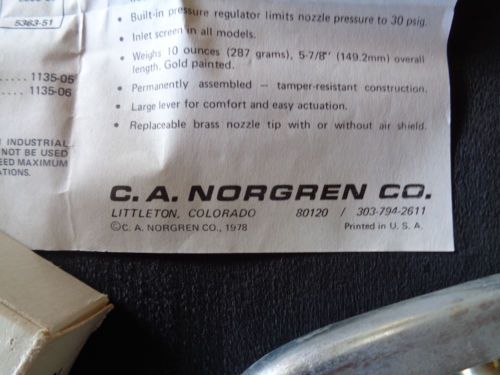 5363-51
• Built-in pressure regulator limits nozzle pressure to 30 psig.
• Inlet screen in all models.
• Weighs 10 ounces (287 grams), 5-7/8" (149.2mm) overall
length. Gold painted.
..... 1135-05
..... 1135-06
• Permanently assembled — tamper-resistant construction.
• Large lever for comfort and easy actuation.
• Replaceable brass nozzle tip with or without air shield.
INDUSTRIAL
NOT BE USED
EED MAXIMUM
ATIONS.
C. A. NORGREN CO.
LITTLETON, COLORADO 80120 / 303-794-2611
©C. A. NORGREN CO., 1978 Printed in U. S. A.